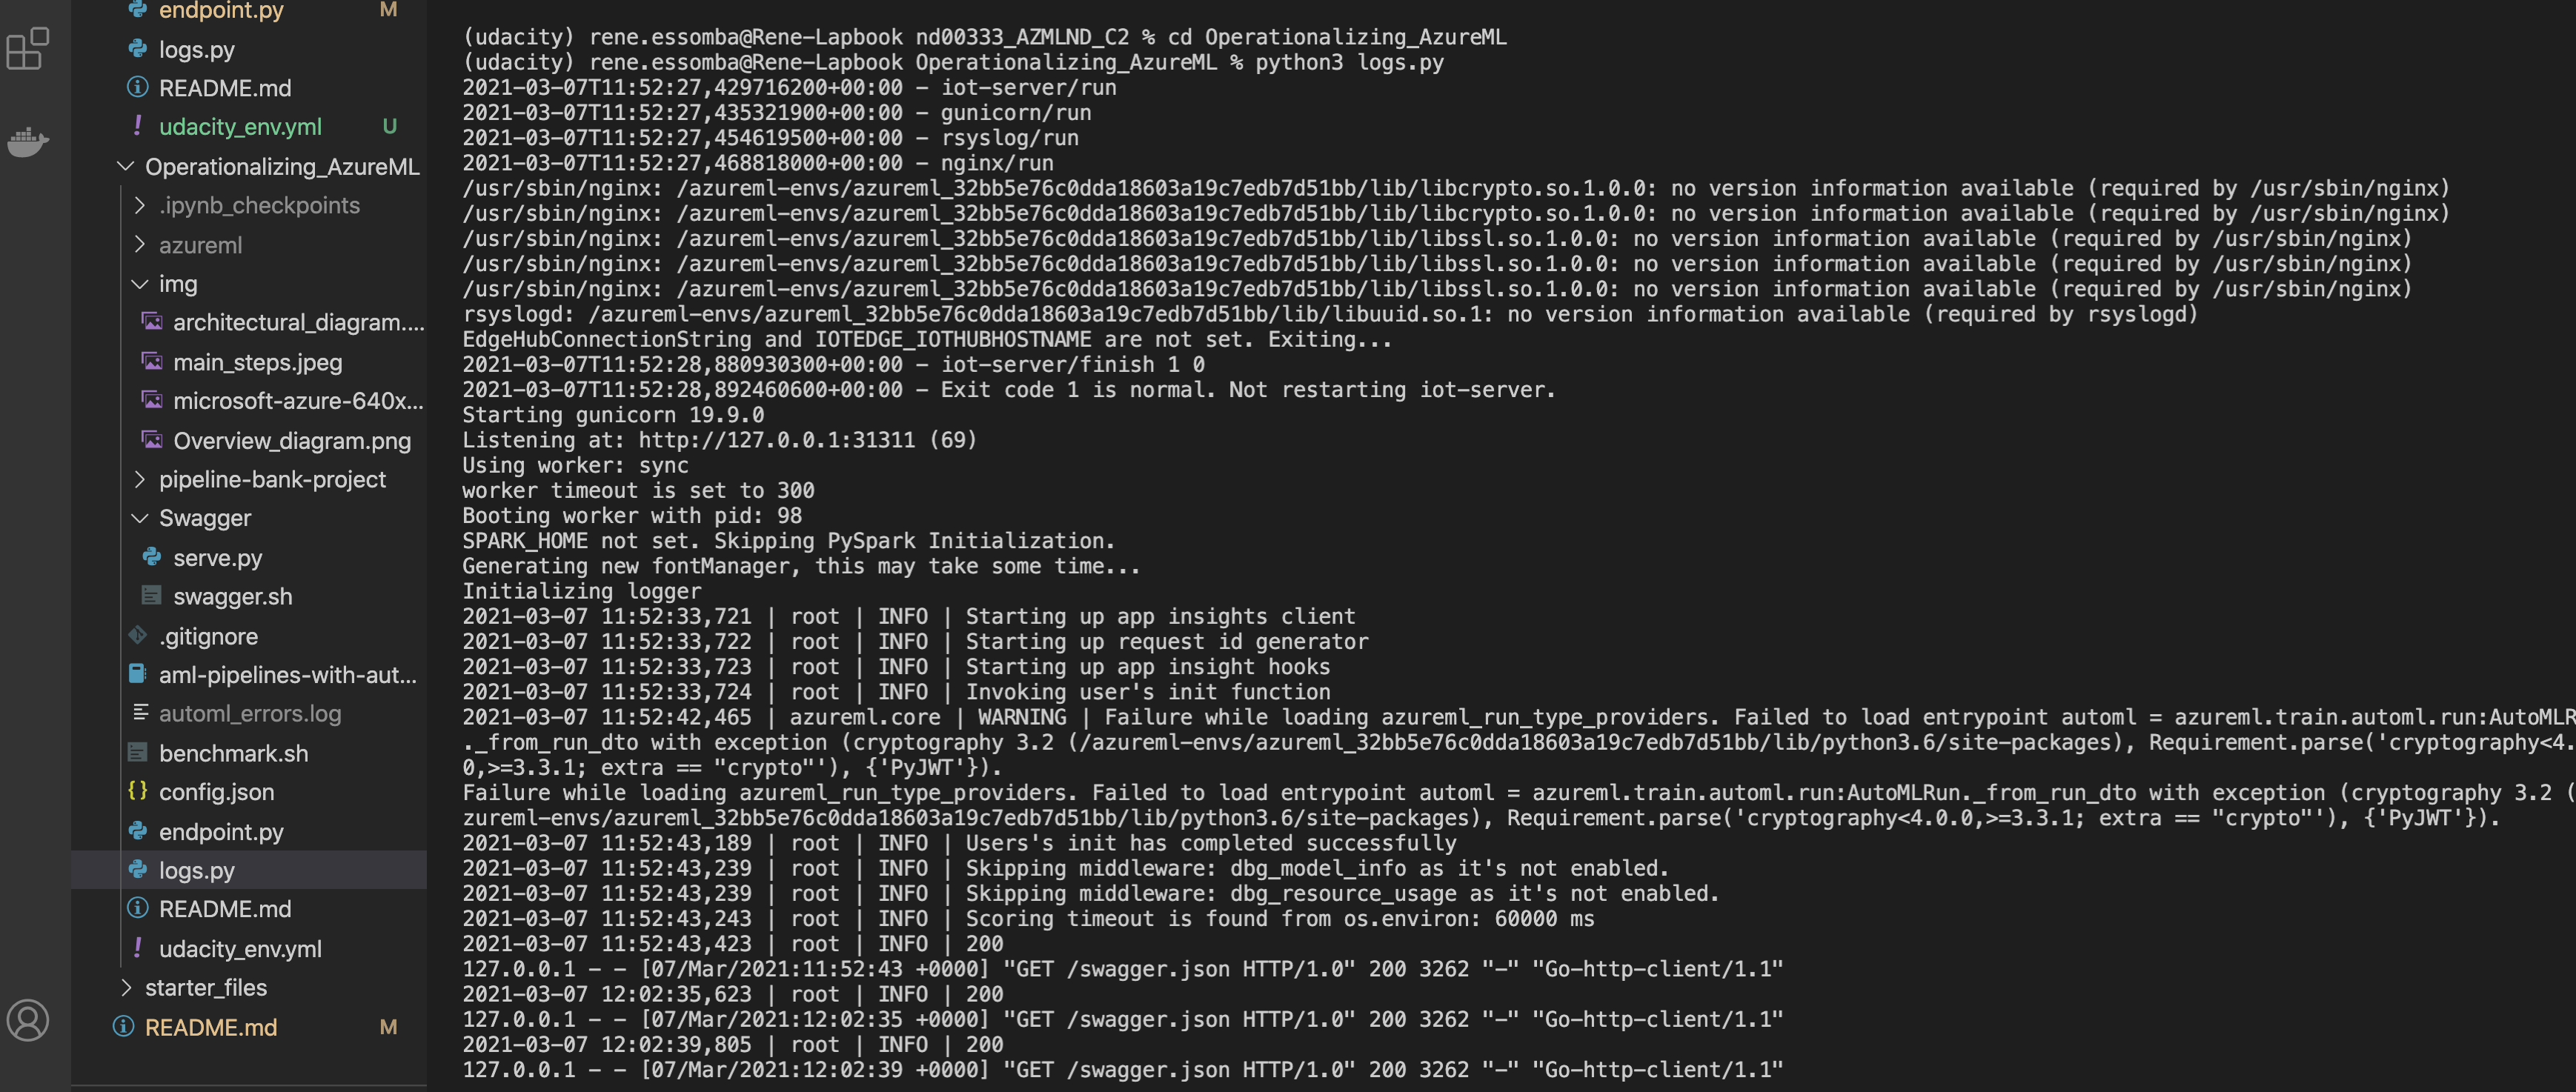 endpoint.py M
logs.py
README.md
udacity_env.yml U
Operationalizing_AzureML
.ipynb_checkpoints
azureml
img
architectural_diagram....
main_steps.jpeg
microsoft-azure-640x...
Overview_diagram.png
pipeline-bank-project
Swagger
serve.py
swagger.sh
.gitignore
aml-pipelines-with-aut...
automl_errors.log
benchmark.sh
config.json
endpoint.py
logs.py
README.md
udacity_env.yml
starter_files
README.md M
(udacity) rene.essomba@Rene-Lapbook nd00333_AZMLND_C2 % cd Operationalizing_AzureML
(udacity) rene.essomba@Rene-Lapbook Operationalizing_AzureML % python3 logs.py
2021-03-07T11:52:27,429716200+00:00 - iot-server/run
2021-03-07T11:52:27,435321900+00:00 - gunicorn/run
2021-03-07T11:52:27,454619500+00:00 - rsyslog/run
2021-03-07T11:52:27,468818000+00:00 - nginx/run
/usr/sbin/nginx: /azureml-envs/azureml_32bb5e76c0dda18603a19c7edb7d51bb/lib/libcrypto.so.1.0.0: no version information available (required by /usr/sbin/nginx)
/usr/sbin/nginx: /azureml-envs/azureml_32bb5e76c0dda18603a19c7edb7d51bb/lib/libcrypto.so.1.0.0: no version information available (required by /usr/sbin/nginx)
/usr/sbin/nginx: /azureml-envs/azureml_32bb5e76c0dda18603a19c7edb7d51bb/lib/libssl.so.1.0.0: no version information available (required by /usr/sbin/nginx)
/usr/sbin/nginx: /azureml-envs/azureml_32bb5e76c0dda18603a19c7edb7d51bb/lib/libssl.so.1.0.0: no version information available (required by /usr/sbin/nginx)
/usr/sbin/nginx: /azureml-envs/azureml_32bb5e76c0dda18603a19c7edb7d51bb/lib/libssl.so.1.0.0: no version information available (required by /usr/sbin/nginx)
rsyslogd: /azureml-envs/azureml_32bb5e76c0dda18603a19c7edb7d51bb/lib/libuuid.so.1: no version information available (required by rsyslogd)
EdgeHubConnectionString and IOTEDGE_IOTHUBHOSTNAME are not set. Exiting...
2021-03-07T11:52:28,880930300+00:00 - iot-server/finish 1 0
2021-03-07T11:52:28,892460600+00:00 - Exit code 1 is normal. Not restarting iot-server.
Starting gunicorn 19.9.0
Listening at: http://127.0.0.1:31311 (69)
Using worker: sync
worker timeout is set to 300
Booting worker with pid: 98
SPARK_HOME not set. Skipping PySpark Initialization.
Generating new fontManager, this may take some time...
Initializing logger
2021-03-07 11:52:33,721 | root | INFO | Starting up app insights client
2021-03-07 11:52:33,722 | root | INFO | Starting up request id generator
2021-03-07 11:52:33,723 | root | INFO | Starting up app insight hooks
2021-03-07 11:52:33,724 | root | INFO | Invoking user's init function
2021-03-07 11:52:42,465 | azureml.core | WARNING | Failure while loading azureml_run_type_providers. Failed to load entrypoint automl = azureml.train.automl.run:AutoMLR
._from_run_dto with exception (cryptography 3.2 (/azureml-envs/azureml_32bb5e76c0dda18603a19c7edb7d51bb/lib/python3.6/site-packages), Requirement.parse('cryptography<4.
0,>=3.3.1; extra == "crypto"'), {'PyJWT'}).
Failure while loading azureml_run_type_providers. Failed to load entrypoint automl = azureml.train.automl.run:AutoMLRun._from_run_dto with exception (cryptography 3.2 (
zureml-envs/azureml_32bb5e76c0dda18603a19c7edb7d51bb/lib/python3.6/site-packages), Requirement.parse('cryptography<4.0.0,>=3.3.1; extra == "crypto"'), {'PyJWT'}).
2021-03-07 11:52:43,189 | root | INFO | Users's init has completed successfully
2021-03-07 11:52:43,239 | root | INFO | Skipping middleware: dbg_model_info as it's not enabled.
2021-03-07 11:52:43,239 | root | INFO | Skipping middleware: dbg_resource_usage as it's not enabled.
2021-03-07 11:52:43,243 | root | INFO | Scoring timeout is found from os.environ: 60000 ms
2021-03-07 11:52:43,423 | root | INFO | 200
127.0.0.1 - - [07/Mar/2021:11:52:43 +0000] "GET /swagger.json HTTP/1.0" 200 3262 "-" "Go-http-client/1.1"
2021-03-07 12:02:35,623 | root | INFO | 200
127.0.0.1 - - [07/Mar/2021:12:02:35 +0000] "GET /swagger.json HTTP/1.0" 200 3262 "-" "Go-http-client/1.1"
2021-03-07 12:02:39,805 | root | INFO | 200
127.0.0.1 - - [07/Mar/2021:12:02:39 +0000] "GET /swagger.json HTTP/1.0" 200 3262 "-" "Go-http-client/1.1"